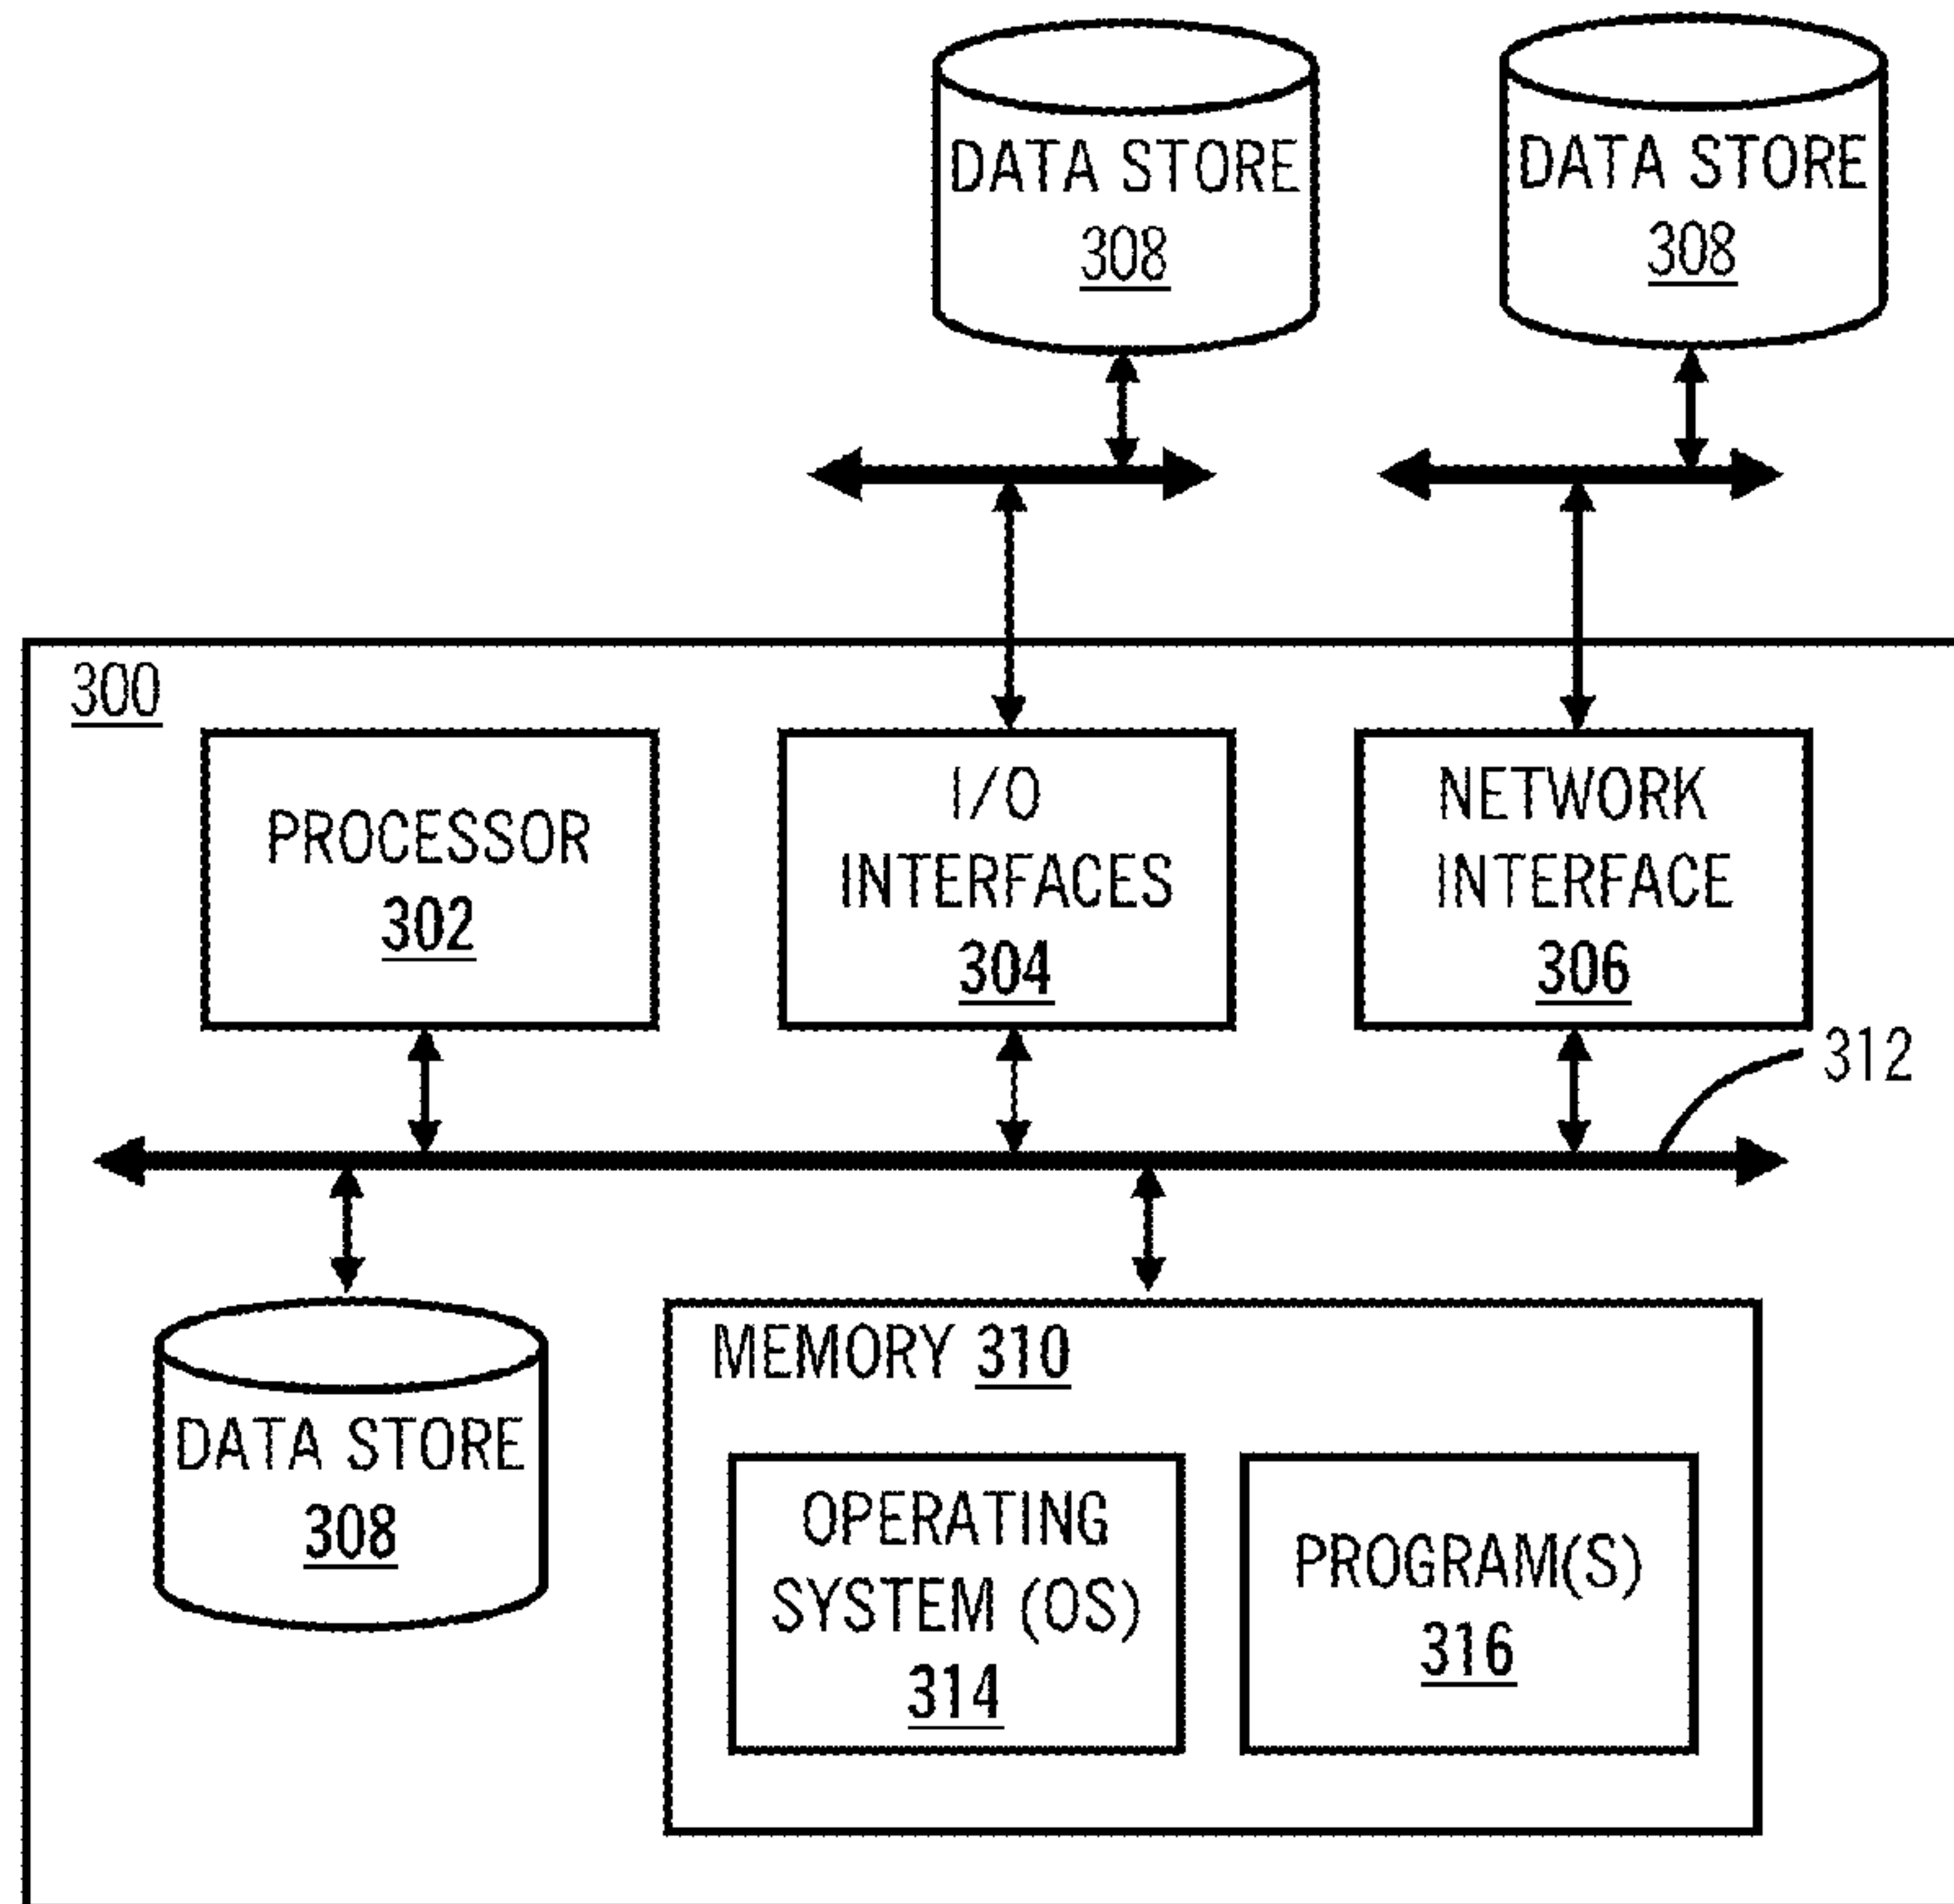 DATA STORE
308
DATA STORE
308
300
PROCESSOR
302
I/O
INTERFACES
304
NETWORK
INTERFACE
306
312
DATA STORE
308
MEMORY 310
OPERATING
SYSTEM (OS)
314
PROGRAM(S)
316